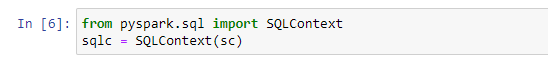 In [6]: from pyspark.sql import SQLContext
sqlc = SQLContext(sc)